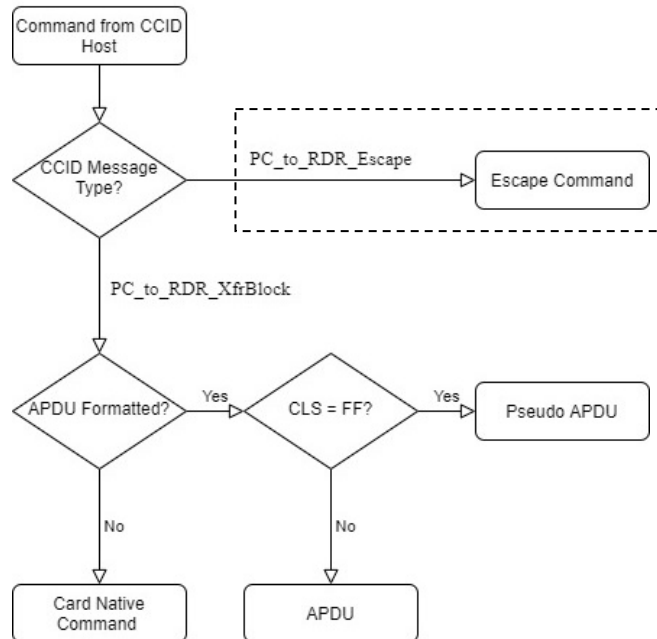 Command from CCID
Host
PC_to_RDR_Escape
CCID Message
Type?
Escape Command
PC_to_RDR_XfrBlock
APDU Formatted?
Yes
CLS = FF?
Yes
Pseudo APDU
No
No
Card Native
Command
APDU